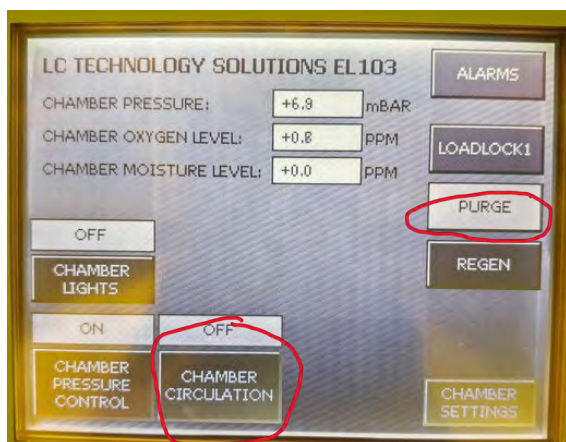 LC TECHNOLOGY SOLUTIONS EL103
ALARMS
CHAMBER PRESSURE: +6.9 mBAR
CHAMBER OXYGEN LEVEL: +0.8 PPM
LOADLOCK1
CHAMBER MOISTURE LEVEL: +0.0 PPM
PURGE
OFF
CHAMBER
LIGHTS
REGEN
ON
OFF
CHAMBER
PRESSURE
CONTROL
CHAMBER
CIRCULATION
CHAMBER
SETTINGS